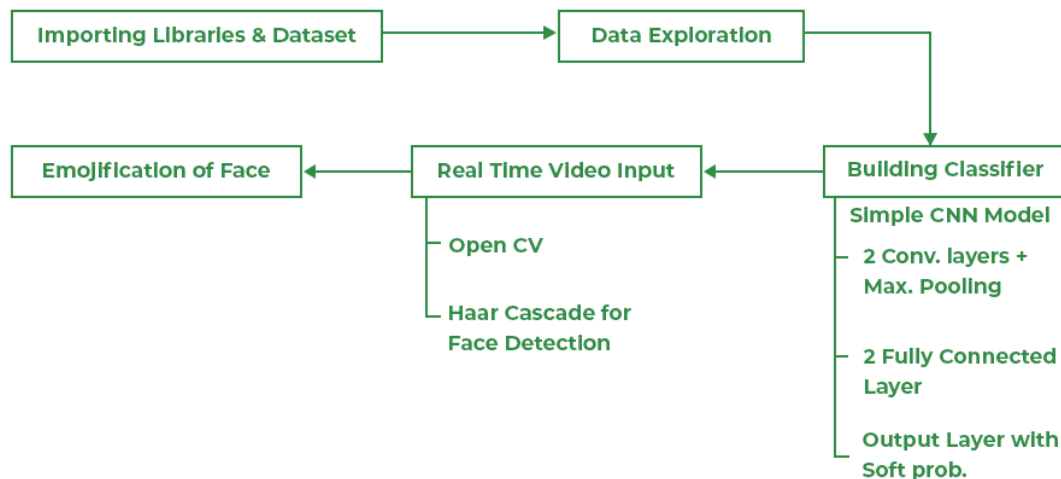 Importing Libraries & Dataset
Data Exploration
Building Classifier
Simple CNN Model
2 Conv. layers +
Max. Pooling
2 Fully Connected
Layer
Output Layer with
Soft prob.
Real Time Video Input
Open CV
Haar Cascade for
Face Detection
Emojification of Face